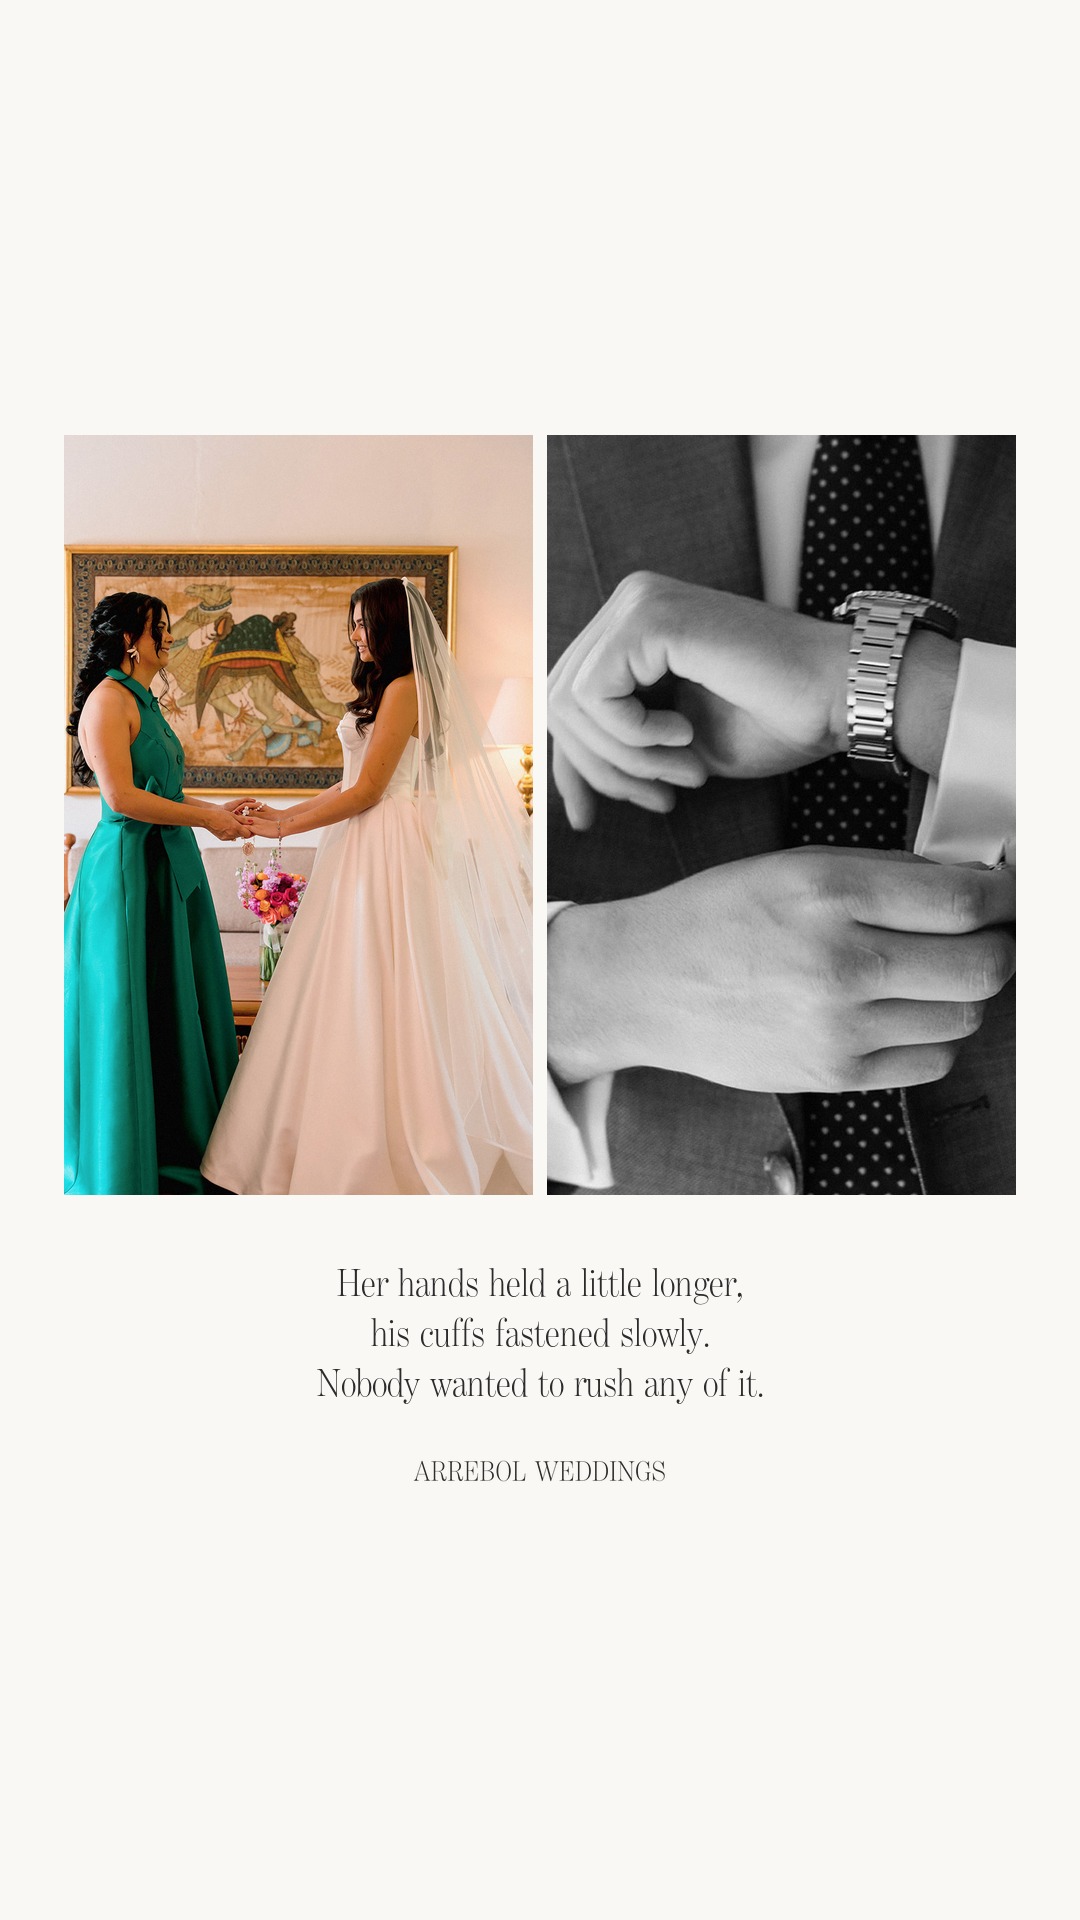 Her hands held a little longer,
his cuffs fastened slowly.
Nobody wanted to rush any of it.
ARREBOL WEDDINGS